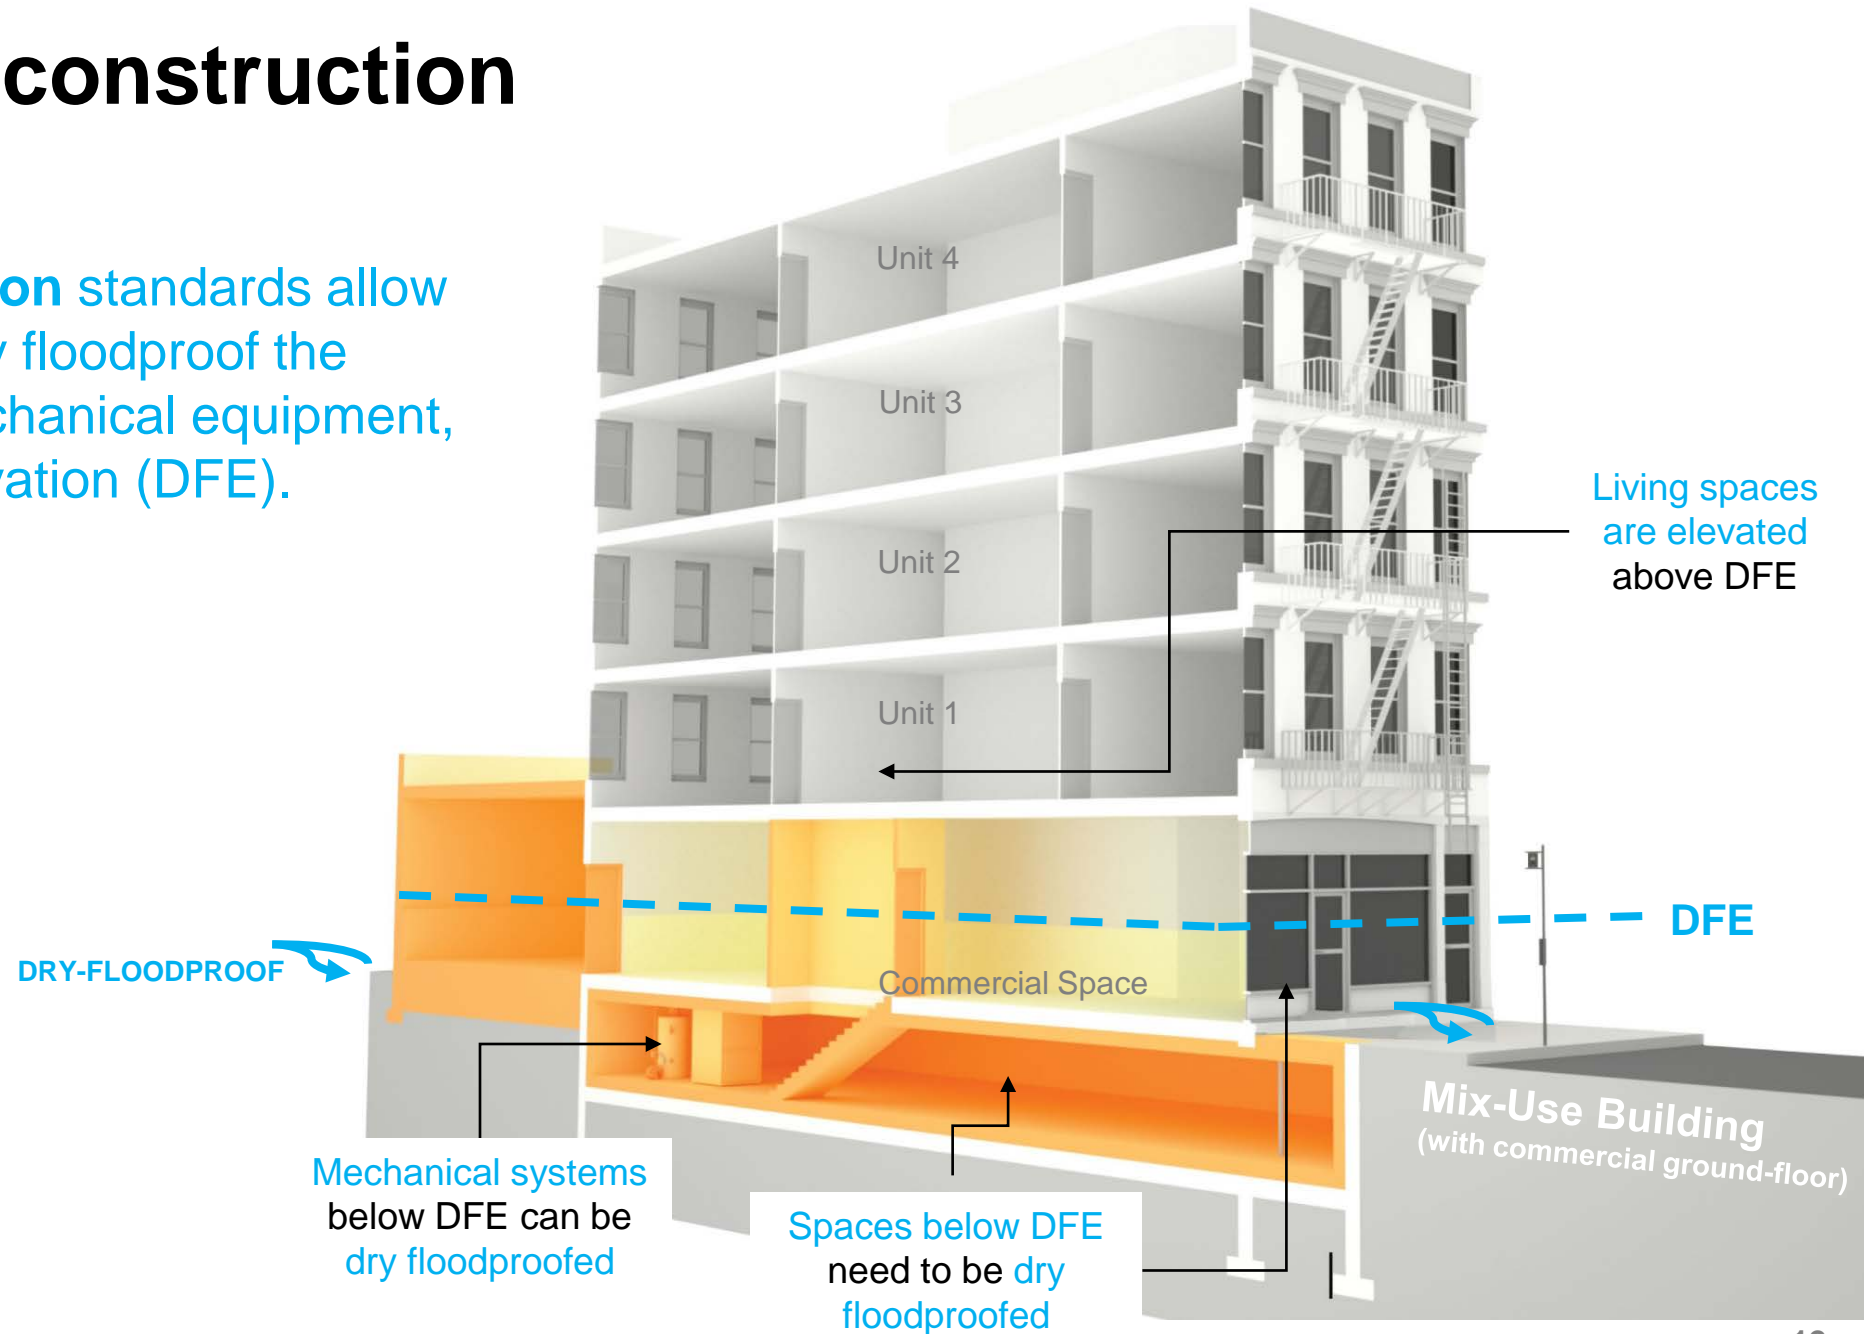 construction
on standards allow
y floodproof the
chanical equipment,
vation (DFE).
Unit 4
Unit 3
Unit 2
Unit 1
Living spaces
are elevated
above DFE
DFE
DRY-FLOODPROOF
Commercial Space
Mix-Use Building
(with commercial ground-floor)
Mechanical systems
below DFE can be
dry floodproofed
Spaces below DFE
need to be dry
floodproofed